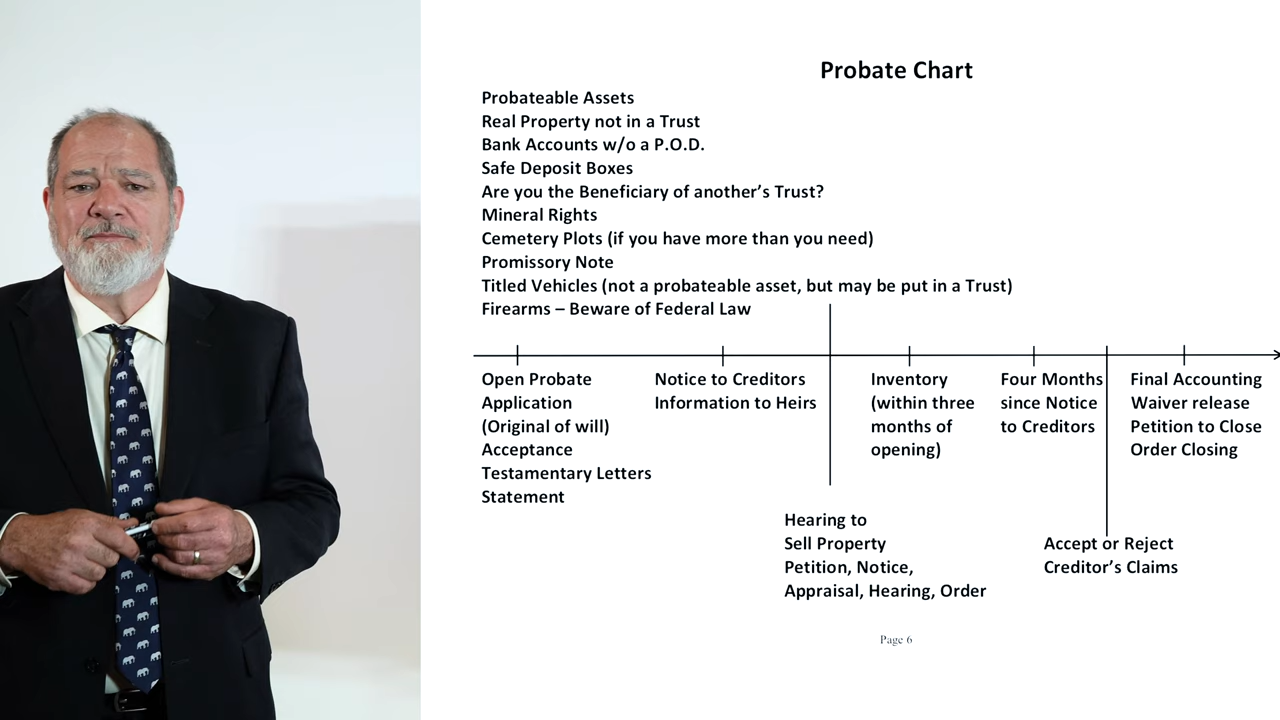 Probate Chart
Probateable Assets
Real Property not in a Trust
Bank Accounts w/o a P.O.D.
Safe Deposit Boxes
Are you the Beneficiary of another’s Trust?
Mineral Rights
Cemetery Plots (if you have more than you need)
Promissory Note
Titled Vehicles (not a probateable asset, but may be put in a Trust)
Firearms – Beware of Federal Law
Open Probate
Application
(Original of will)
Acceptance
Testamentary Letters
Statement
Notice to Creditors
Information to Heirs
Hearing to
Sell Property
Petition, Notice,
Appraisal, Hearing, Order
Inventory
(within three
months of
opening)
Four Months
since Notice
to Creditors
Accept or Reject
Creditor’s Claims
Final Accounting
Waiver release
Petition to Close
Order Closing
Page 6